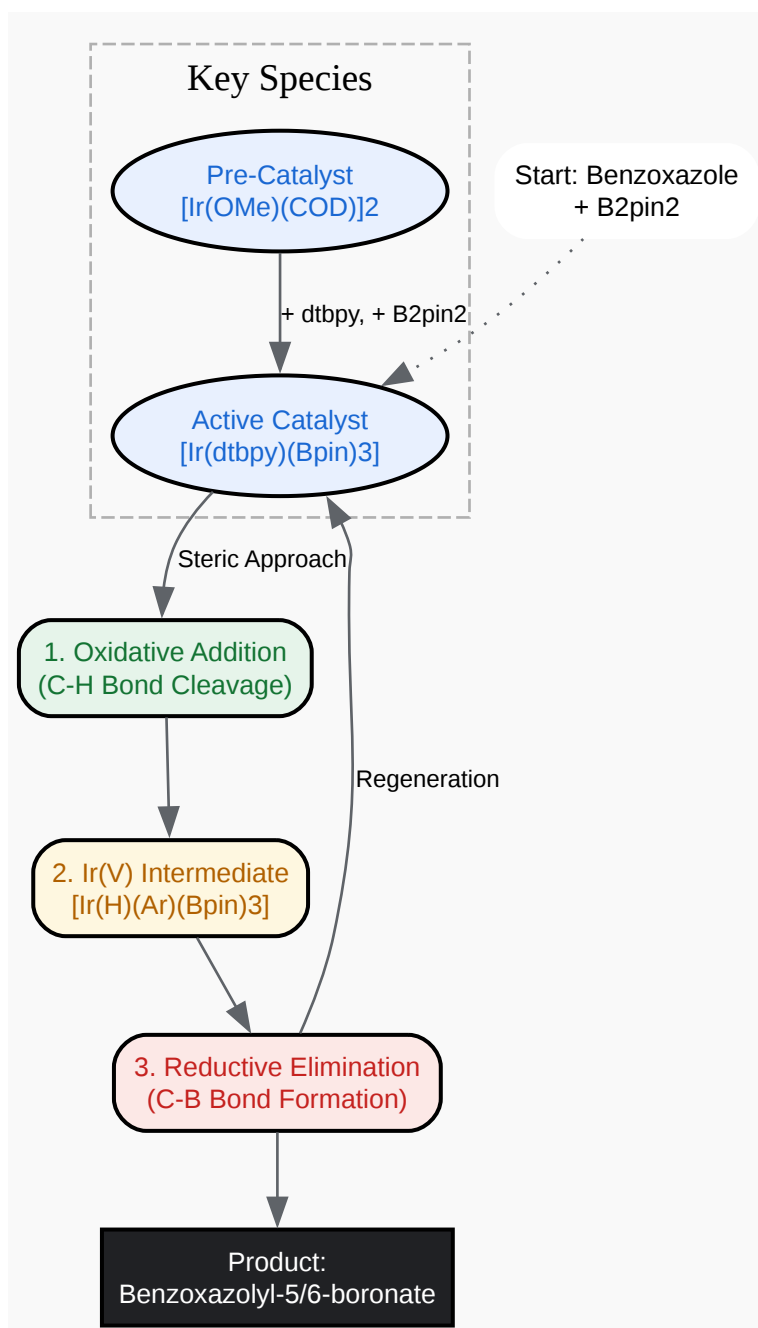 Key Species
Pre-Catalyst
[Ir(OMe)(COD)]2
Start: Benzoxazole
+ B2pin2
+ dtbpy, + B2pin2
Active Catalyst
[Ir(dtbpy)(Bpin)3]
Steric Approach
1. Oxidative Addition
(C-H Bond Cleavage)
Regeneration
2. Ir(V) Intermediate
[Ir(H)(Ar)(Bpin)3]
3. Reductive Elimination
(C-B Bond Formation)
Product:
Benzoxazolyl-5/6-boronate